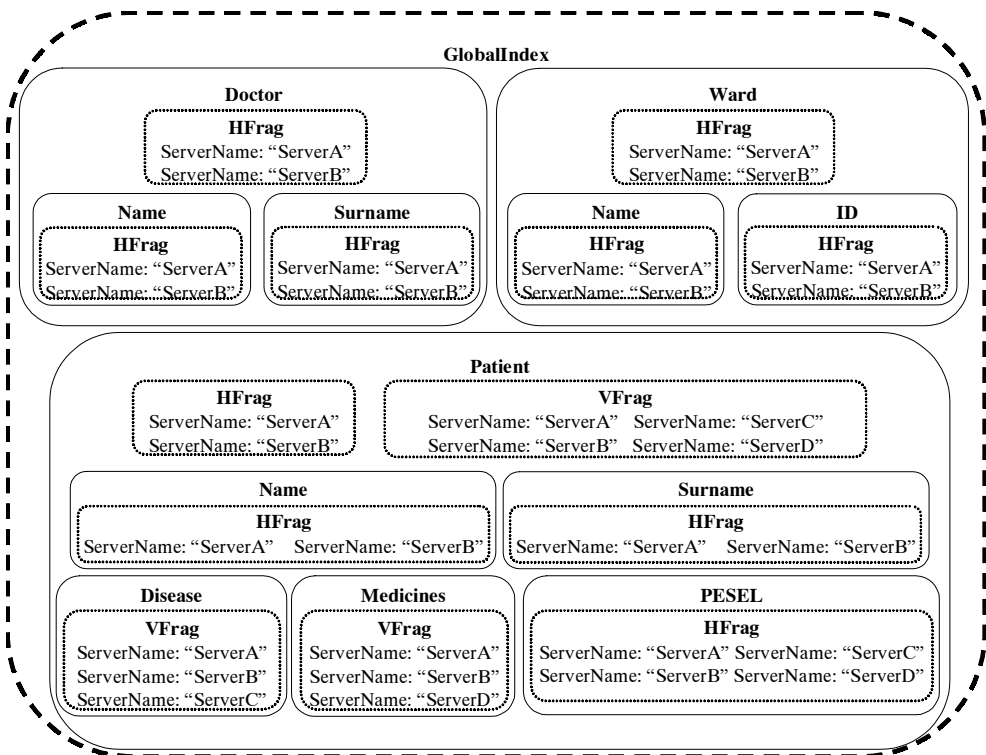 GlobalIndex
Doctor
HFrag
ServerName: “ServerA”
ServerName: “ServerB”
Name
HFrag
ServerName: “ServerA”
ServerName: “ServerB”
Surname
HFrag
ServerName: “ServerA”
ServerName: “ServerB”
Ward
HFrag
ServerName: “ServerA”
ServerName: “ServerB”
Name
HFrag
ServerName: “ServerA”
ServerName: “ServerB”
ID
HFrag
ServerName: “ServerA”
ServerName: “ServerB”
Patient
HFrag
ServerName: “ServerA”
ServerName: “ServerB”
VFrag
ServerName: “ServerA” ServerName: “ServerC”
ServerName: “ServerB” ServerName: “ServerD”
Name
HFrag
ServerName: “ServerA” ServerName: “ServerB”
Surname
HFrag
ServerName: “ServerA” ServerName: “ServerB”
Disease
VFrag
ServerName: “ServerA”
ServerName: “ServerB”
ServerName: “ServerC”
Medicines
VFrag
ServerName: “ServerA”
ServerName: “ServerB”
ServerName: “ServerD”
PESEL
HFrag
ServerName: “ServerA” ServerName: “ServerC”
ServerName: “ServerB” ServerName: “ServerD”